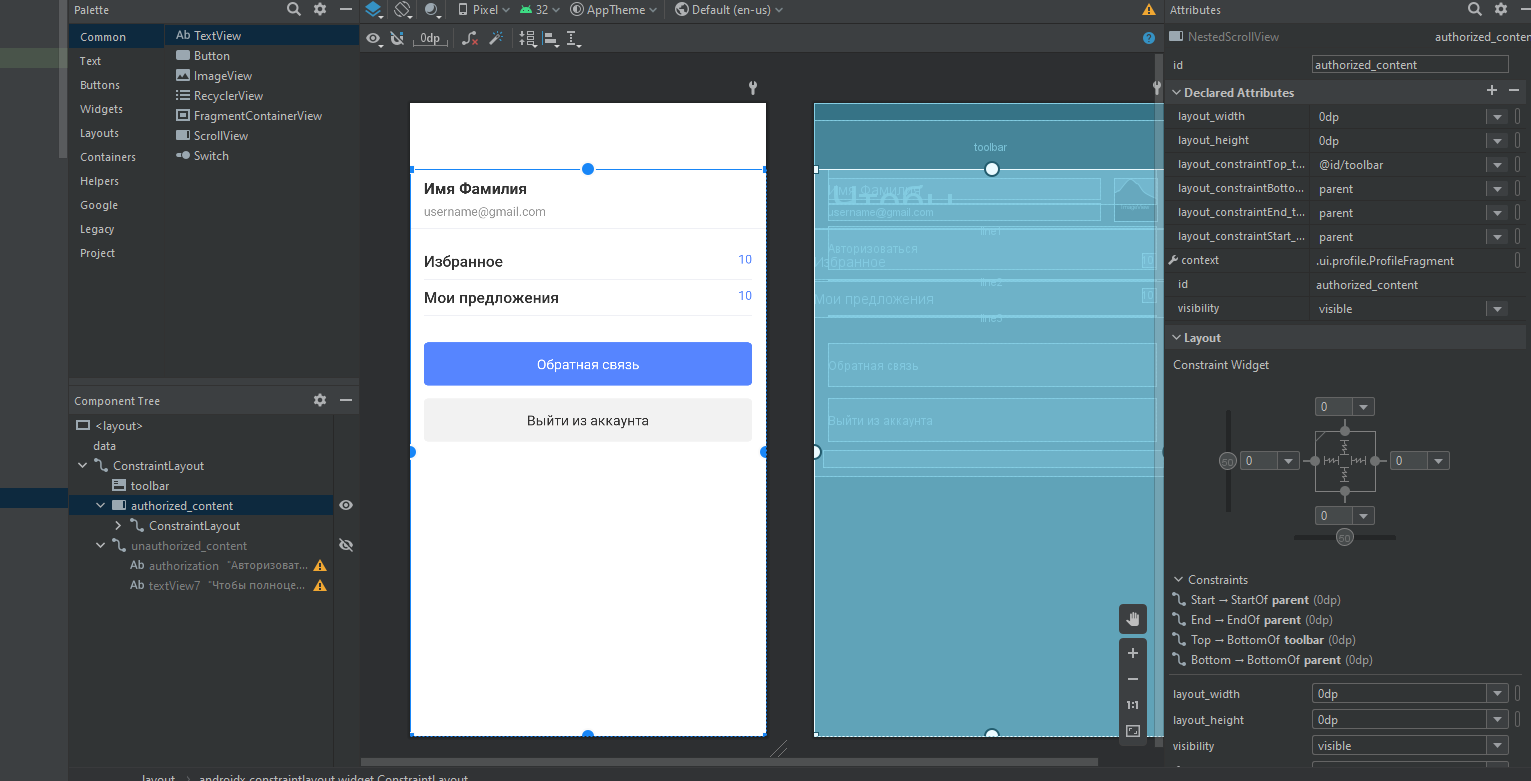 Palette
Common
Text
Buttons
Widgets
Layouts
Containers
Helpers
Google
Legacy
Project
Ab TextView
Button
ImageView
RecyclerView
FragmentContainerView
ScrollView
Switch
Component Tree
<layout>
data
ConstraintLayout
toolbar
authorized_content
ConstraintLayout
unauthorized_content
Ab authorization "Авторизоват...
Ab textView7 "Чтобы полноце...
Pixel 32 AppTheme Default (en-us)
0dp
Имя Фамилия
username@gmail.com
Избранное 10
Мои предложения 10
Обратная связь
Выйти из аккаунта
toolbar
Имя Фамилия
Чтобы
username@gmail.com
line1
Авторизоваться
Избранное 10
line2
Мои предложения 10
line3
Обратная связь
Выйти из аккаунта
1:1
Attributes
NestedScrollView authorized_conten
id authorized_content
Declared Attributes
layout_width 0dp
layout_height 0dp
layout_constraintTop_t... @id/toolbar
layout_constraintBotto... parent
layout_constraintEnd_t... parent
layout_constraintStart_... parent
context .ui.profile.ProfileFragment
id authorized_content
visibility visible
Layout
Constraint Widget
0
50 0 0
0
50
Constraints
Start → StartOf parent (0dp)
End → EndOf parent (0dp)
Top → BottomOf toolbar (0dp)
Bottom → BottomOf parent (0dp)
layout_width 0dp
layout_height 0dp
visibility visible
layout androidx.constraintlayout.widget.ConstraintLayout